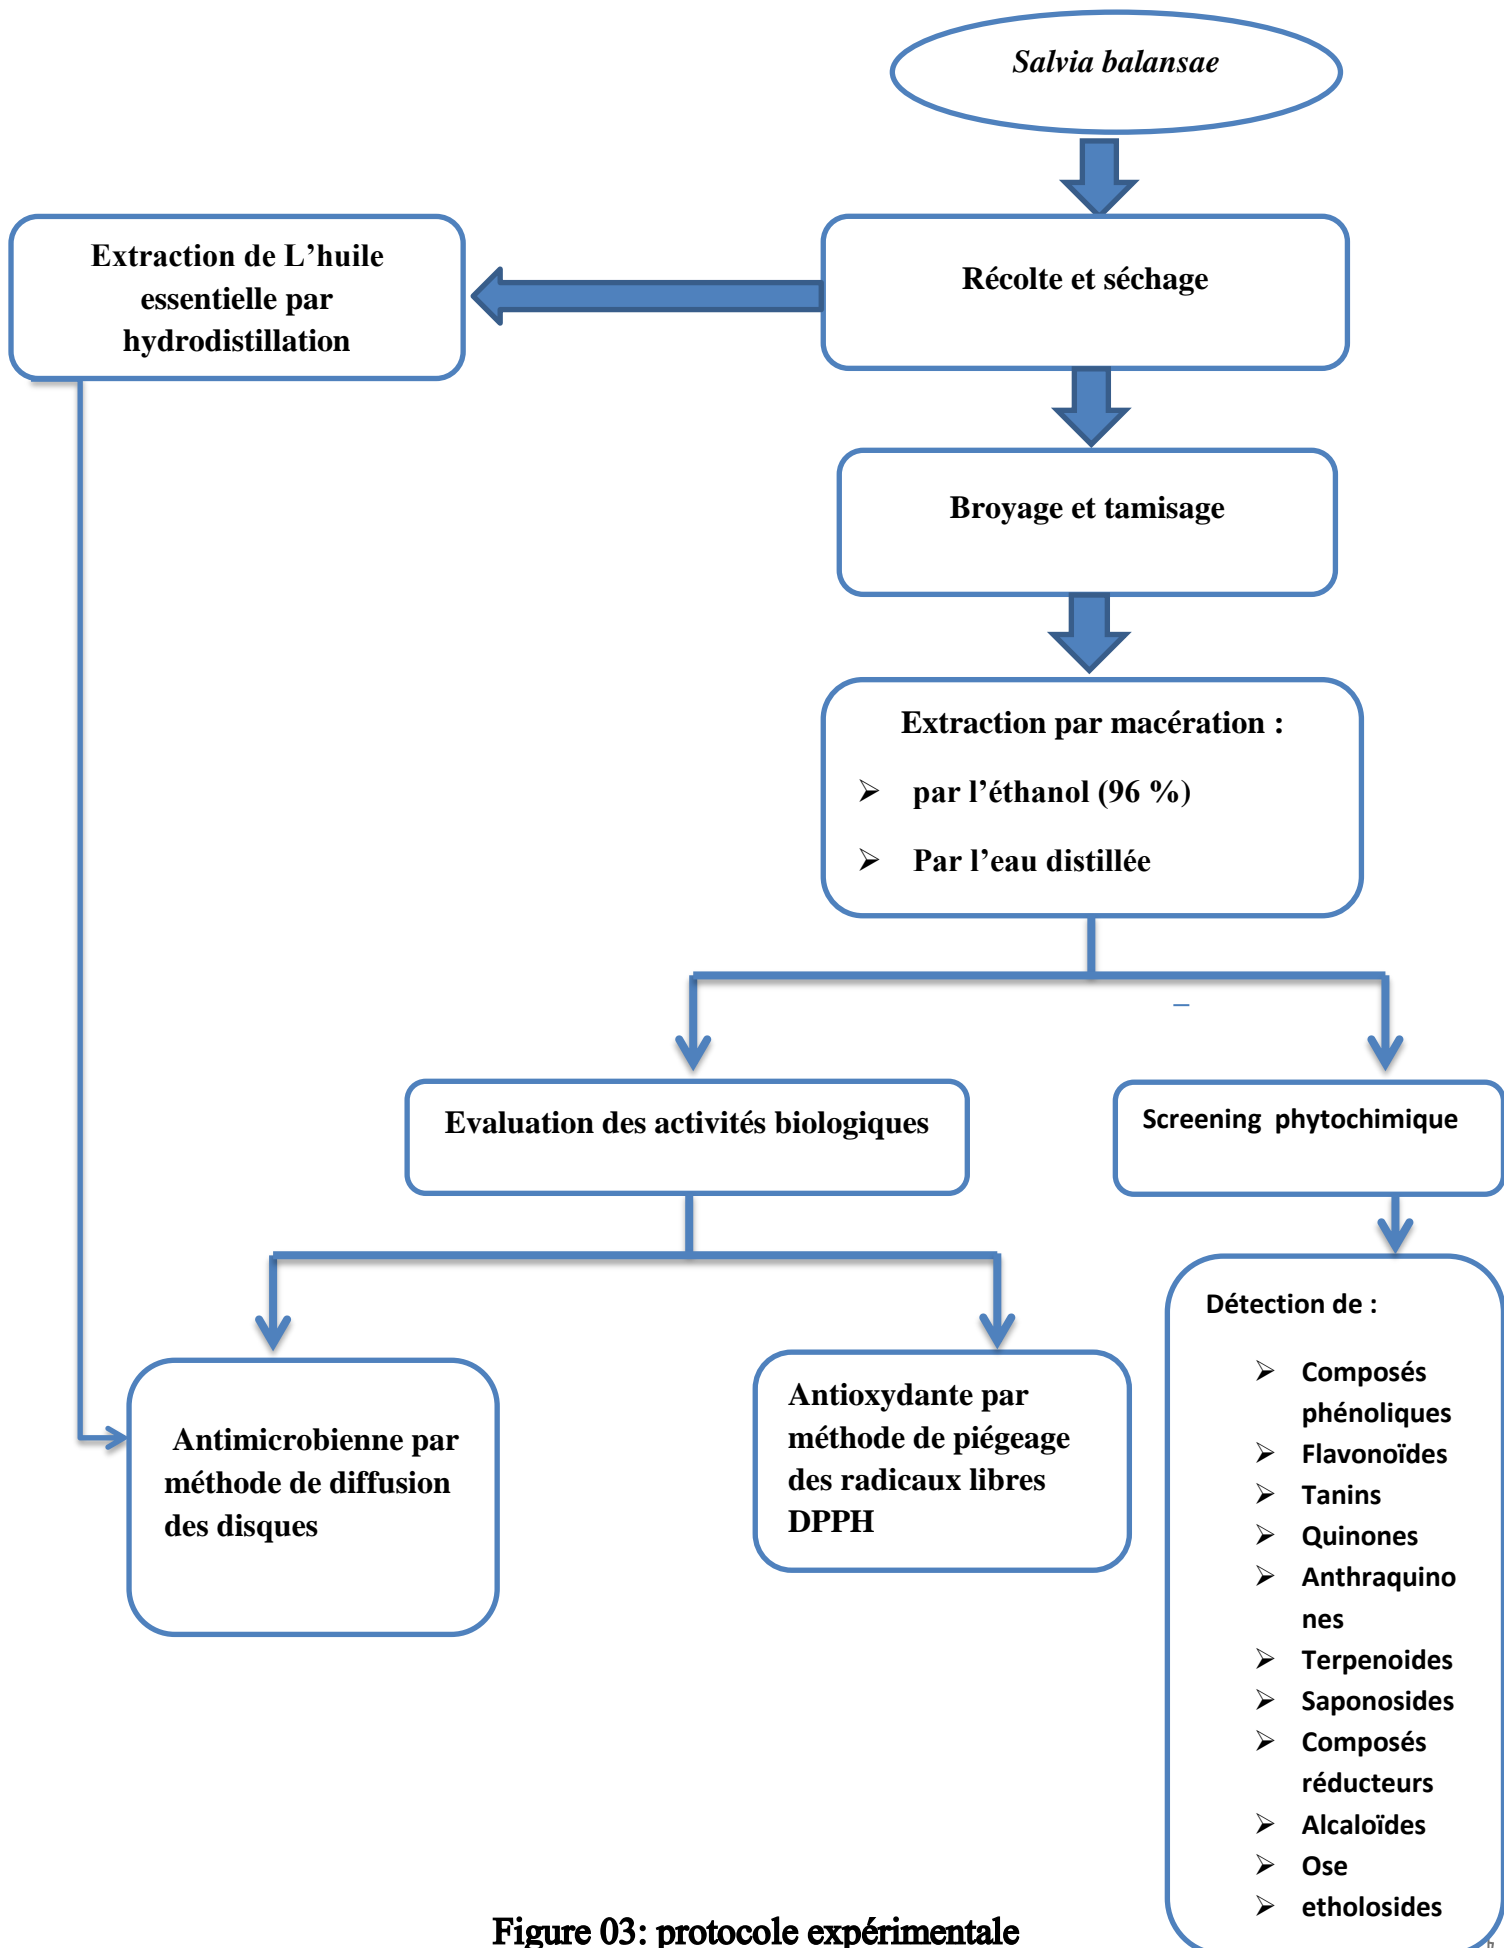 Salvia balansae
Extraction de L’huile
essentielle par
hydrodistillation
Récolte et séchage
Broyage et tamisage
Extraction par macération :
➢ par l’éthanol (96 %)
➢ Par l’eau distillée
Evaluation des activités biologiques
Screening phytochimique
Antimicrobienne par
méthode de diffusion
des disques
Antioxydante par
méthode de piégeage
des radicaux libres
DPPH
Détection de :
➢ Composés
phénoliques
➢ Flavonoïdes
➢ Tanins
➢ Quinones
➢ Anthraquino
nes
➢ Terpenoides
➢ Saponosides
➢ Composés
réducteurs
➢ Alcaloïdes
➢ Ose
➢ etholosides
Figure 03: protocole expérimentale